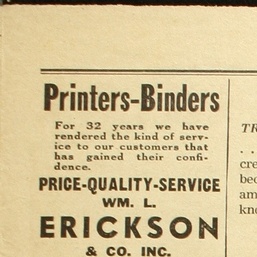 Printers-Binders
For 32 years we have
rendered the kind of serv-
ice to our customers that
has gained their confi-
dence.
PRICE-QUALITY-SERVICE
WM. L.
ERICKSON
& CO. INC.
TR
. .
cre
bec
am
kno